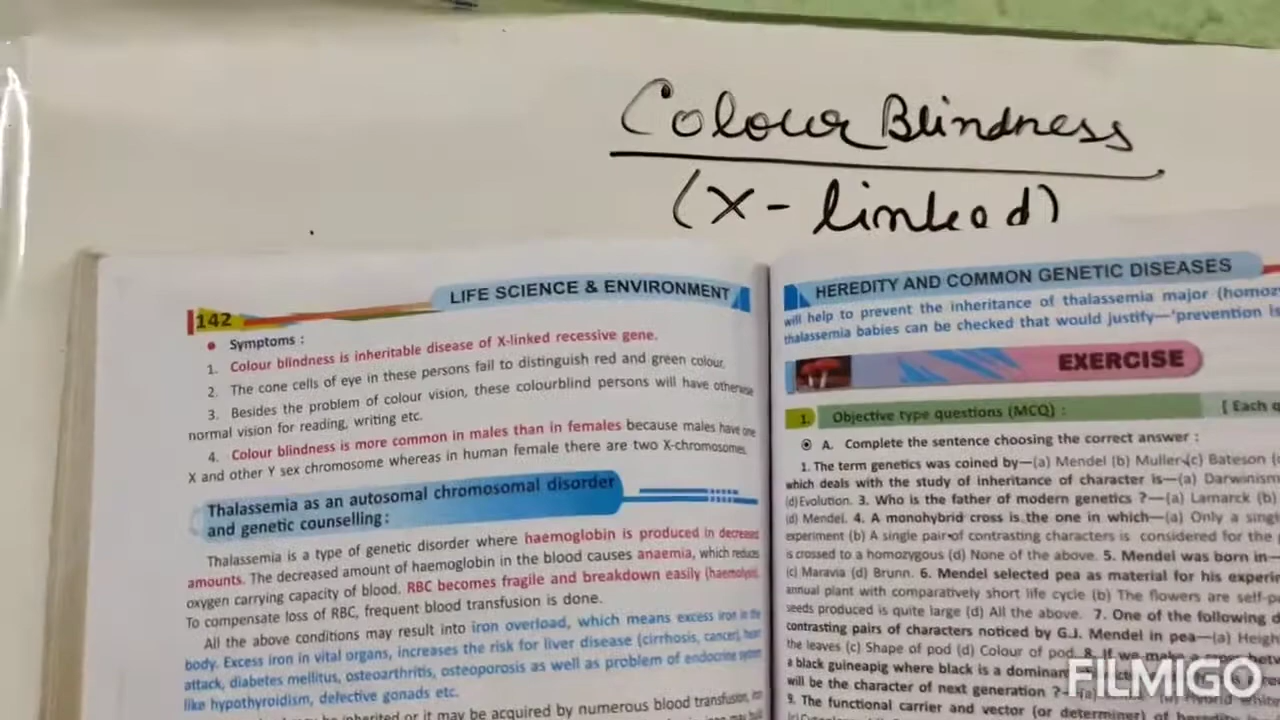 Colour Blindness
(X-linked)
LIFE SCIENCE & ENVIRONMENT
142
• Symptoms :
1. Colour blindness is inheritable disease of X-linked recessive gene.
2. The cone cells of eye in these persons fail to distinguish red and green colour.
3. Besides the problem of colour vision, these colourblind persons will have otherwise
normal vision for reading, writing etc.
4. Colour blindness is more common in males than in females because males have one
X and other Y sex chromosome whereas in human female there are two X-chromosomes.
Thalassemia as an autosomal chromosomal disorder
and genetic counselling:
Thalassemia is a type of genetic disorder where haemoglobin is produced in decreased
amounts. The decreased amount of haemoglobin in the blood causes anaemia, which reduces
oxygen carrying capacity of blood. RBC becomes fragile and breakdown easily (haemolysis).
To compensate loss of RBC, frequent blood transfusion is done.
All the above conditions may result into iron overload, which means excess iron in the
body. Excess iron in vital organs, increases the risk for liver disease (cirrhosis, cancer), heart
attack, diabetes mellitus, osteoarthritis, osteoporosis as well as problem of endocrine system
like hypothyroidism, defective gonads etc.
inherited or it may be acquired by numerous blood transfusion,
HEREDITY AND COMMON GENETIC DISEASES
will help to prevent the inheritance of thalassemia major
thalassemia babies can be checked that would justify—'prevention is
EXERCISE
1. Objective type questions (MCQ) : [ Each
A. Complete the sentence choosing the correct answer :
1. The term genetics was coined by—(a) Mendel (b) Muller (c) Bateson
which deals with the study of inheritance of character is—(a) Darwinism
(d) Evolution. 3. Who is the father of modern genetics ?—(a) Lamarck (b)
(d) Mendel. 4. A monohybrid cross is the one in which—(a) Only a
experiment (b) A single pair of contrasting characters is considered for the
is crossed to a homozygous (d) None of the above. 5. Mendel was born in—
(c) Maravia (d) Brunn. 6. Mendel selected pea as material for his
annual plant with comparatively short life cycle (b) The flowers are
seeds produced is quite large (d) All the above. 7. One of the following
contrasting pairs of characters noticed by G.J. Mendel in pea—(a)
the leaves (c) Shape of pod (d) Colour of pod. 8. If we make a cross
a black guineapig where black is a dominant
will be the character of next generation ?—(a)
9. The functional carrier and vector (or determiner) of
FILMIGO